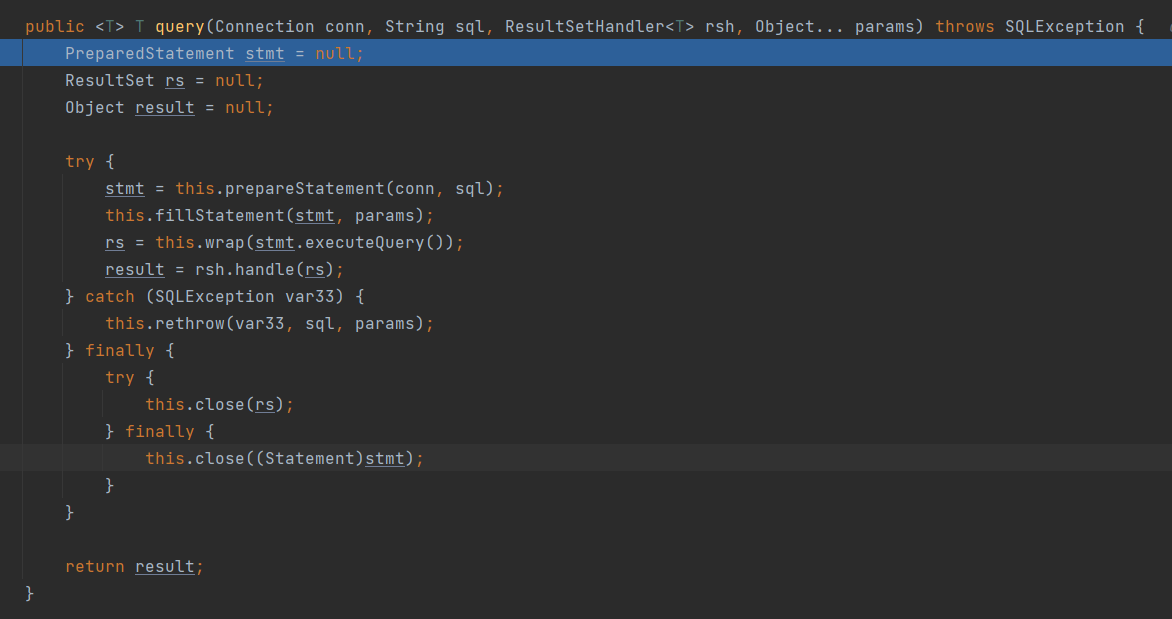 public <T> T query(Connection conn, String sql, ResultSetHandler<T> rsh, Object... params) throws SQLException {
    PreparedStatement stmt = null;
    ResultSet rs = null;
    Object result = null;

    try {
        stmt = this.prepareStatement(conn, sql);
        this.fillStatement(stmt, params);
        rs = this.wrap(stmt.executeQuery());
        result = rsh.handle(rs);
    } catch (SQLException var33) {
        this.rethrow(var33, sql, params);
    } finally {
        try {
            this.close(rs);
        } finally {
            this.close((Statement)stmt);
        }
    }

    return result;
}